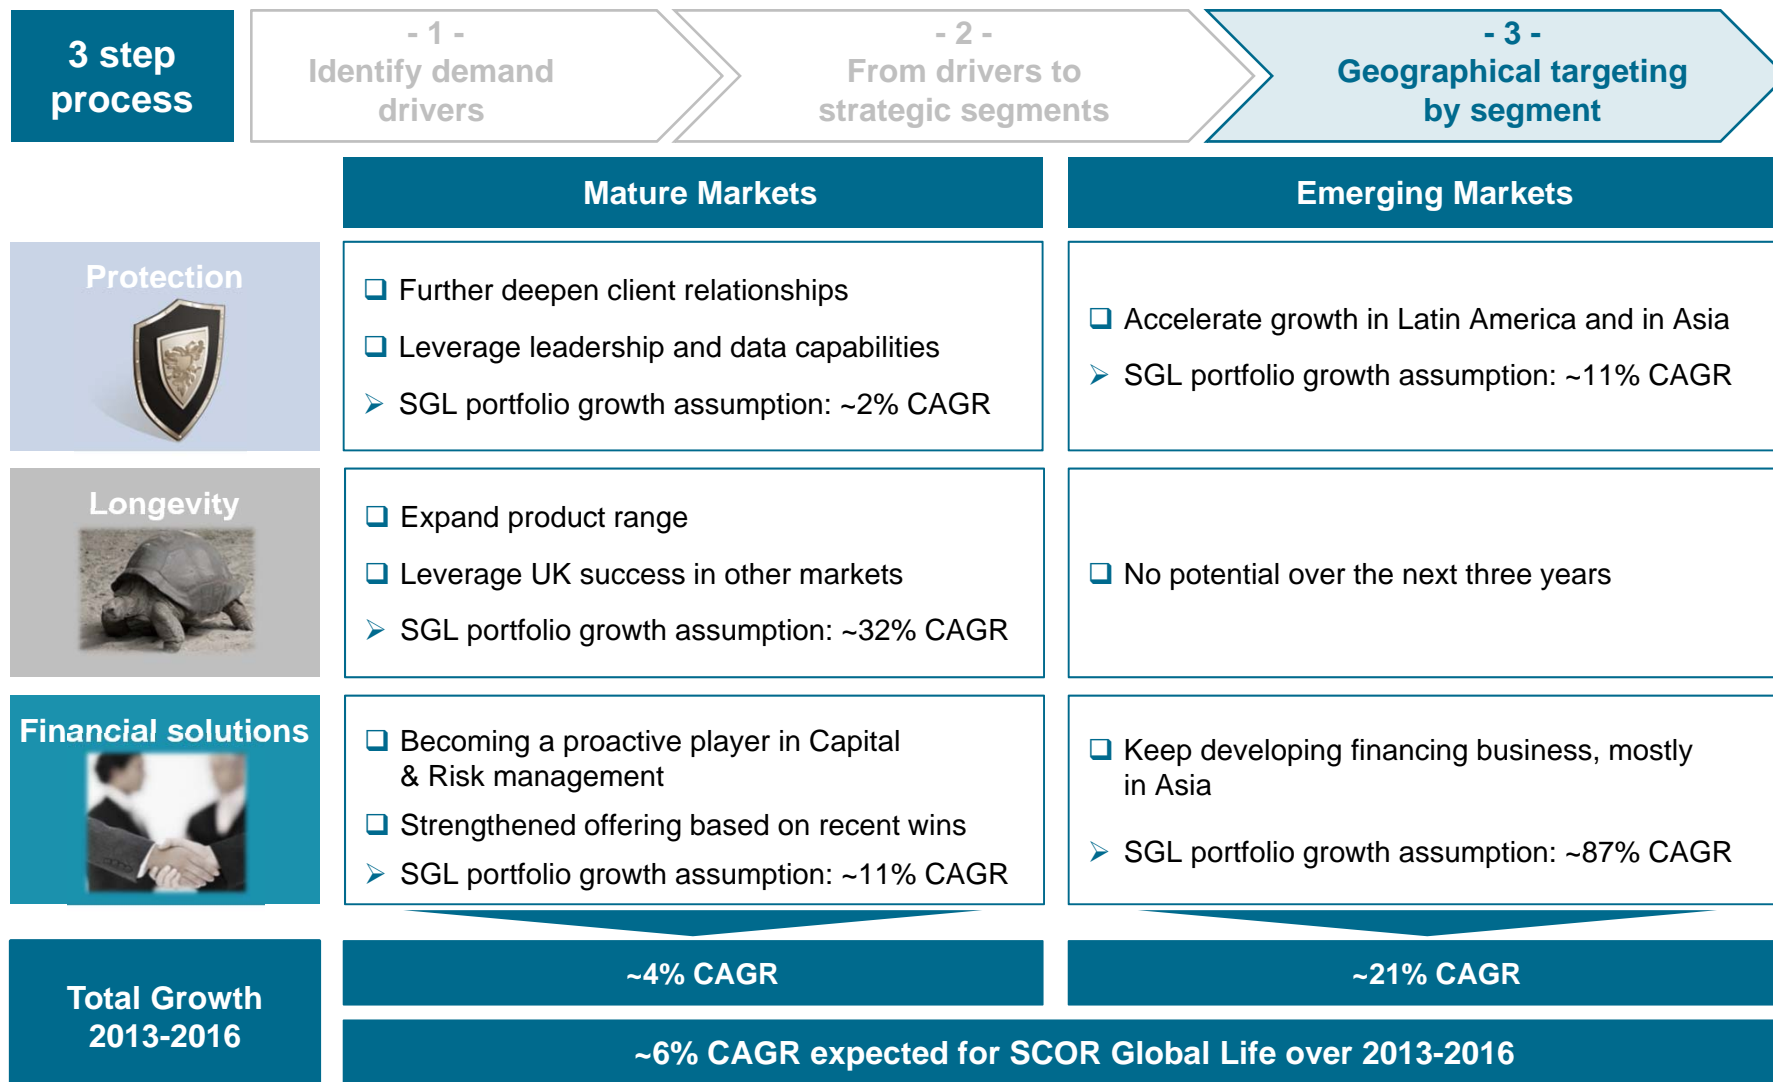 3 step
process
- 1 -
Identify demand
drivers
- 2 -
From drivers to
strategic segments
- 3 -
Geographical targeting
by segment
Mature Markets
Emerging Markets
Protection
❑ Further deepen client relationships
❑ Leverage leadership and data capabilities
➢ SGL portfolio growth assumption: ~2% CAGR
❑ Accelerate growth in Latin America and in Asia
➢ SGL portfolio growth assumption: ~11% CAGR
Longevity
❑ Expand product range
❑ Leverage UK success in other markets
➢ SGL portfolio growth assumption: ~32% CAGR
❑ No potential over the next three years
Financial solutions
❑ Becoming a proactive player in Capital
& Risk management
❑ Strengthened offering based on recent wins
➢ SGL portfolio growth assumption: ~11% CAGR
❑ Keep developing financing business, mostly
in Asia
➢ SGL portfolio growth assumption: ~87% CAGR
Total Growth
2013-2016
~4% CAGR
~21% CAGR
~6% CAGR expected for SCOR Global Life over 2013-2016